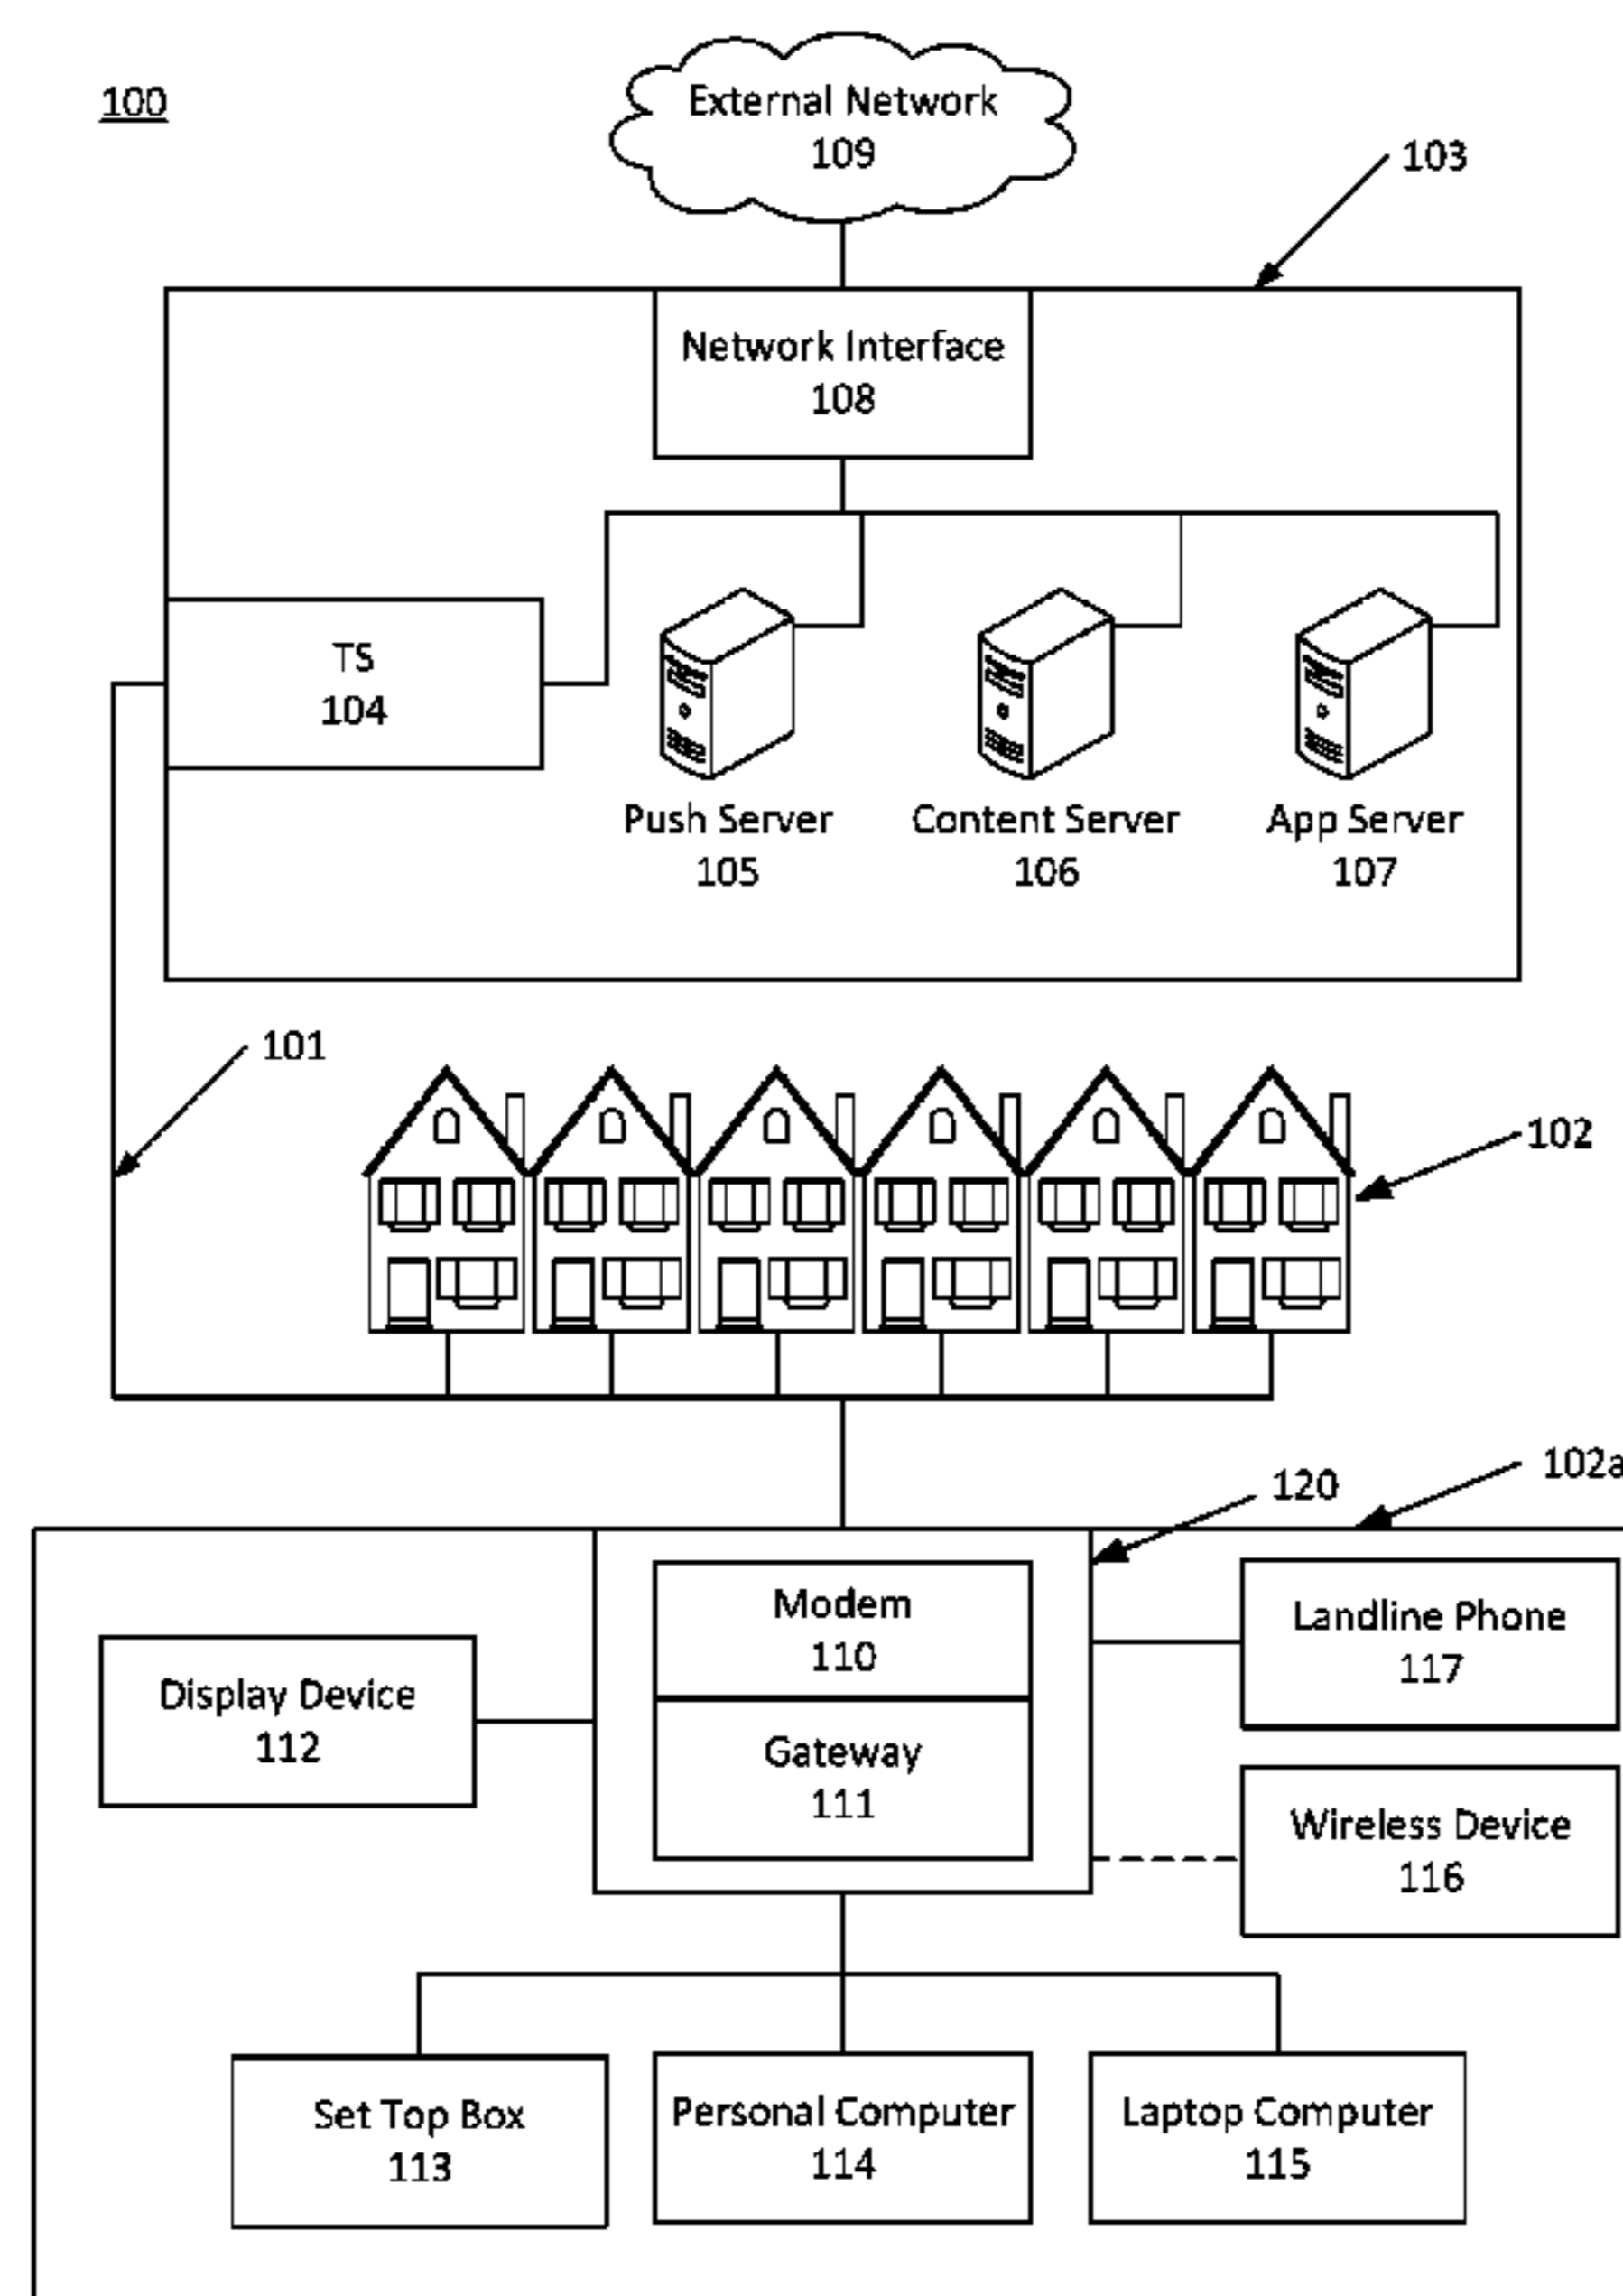 100
External Network
109
103
Network Interface
108
TS
104
Push Server
105
Content Server
106
App Server
107
101
102
102a
120
Modem
110
Gateway
111
Landline Phone
117
Display Device
112
Wireless Device
116
Set Top Box
113
Personal Computer
114
Laptop Computer
115